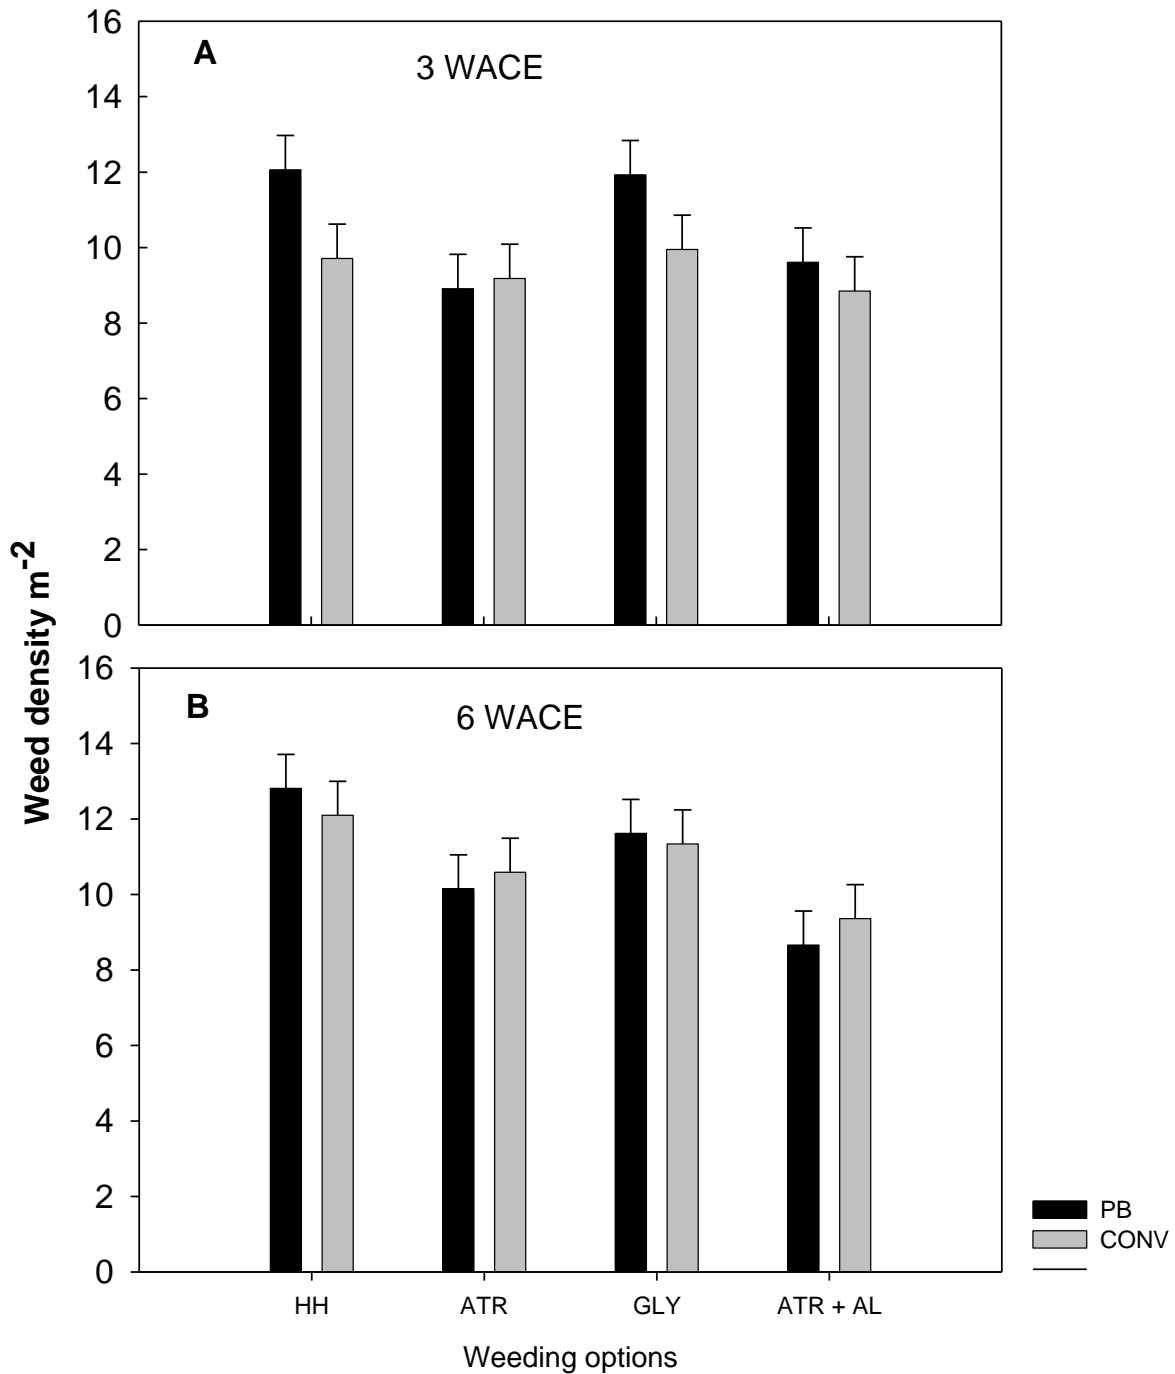 Weed density m-2
A
3 WACE
16
14
12
10
8
6
4
2
0
B
6 WACE
16
14
12
10
8
6
4
2
0
HH ATR GLY ATR + AL
Weeding options
PB
CONV